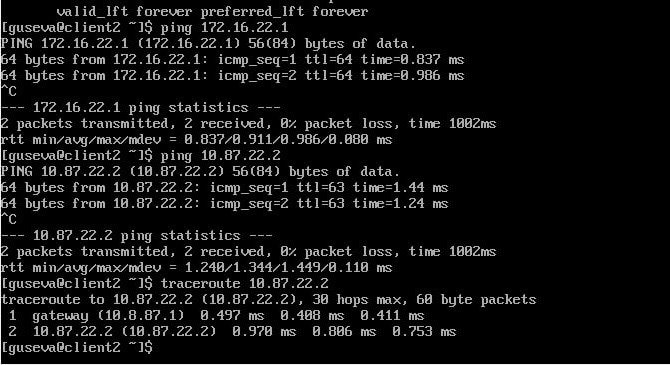 valid_lft forever preferred_lft forever
[guseva@client2 ~]$ ping 172.16.22.1
PING 172.16.22.1 (172.16.22.1) 56(84) bytes of data.
64 bytes from 172.16.22.1: icmp_seq=1 ttl=64 time=0.837 ms
64 bytes from 172.16.22.1: icmp_seq=2 ttl=64 time=0.986 ms
^C
--- 172.16.22.1 ping statistics ---
2 packets transmitted, 2 received, 0% packet loss, time 1002ms
rtt min/avg/max/mdev = 0.837/0.911/0.986/0.080 ms
[guseva@client2 ~]$ ping 10.87.22.2
PING 10.87.22.2 (10.87.22.2) 56(84) bytes of data.
64 bytes from 10.87.22.2: icmp_seq=1 ttl=63 time=1.44 ms
64 bytes from 10.87.22.2: icmp_seq=2 ttl=63 time=1.24 ms
^C
--- 10.87.22.2 ping statistics ---
2 packets transmitted, 2 received, 0% packet loss, time 1002ms
rtt min/avg/max/mdev = 1.240/1.344/1.449/0.110 ms
[guseva@client2 ~]$ traceroute 10.87.22.2
traceroute to 10.87.22.2 (10.87.22.2), 30 hops max, 60 byte packets
1 gateway (10.8.87.1) 0.497 ms 0.408 ms 0.411 ms
2 10.87.22.2 (10.87.22.2) 0.970 ms 0.806 ms 0.753 ms
[guseva@client2 ~]$